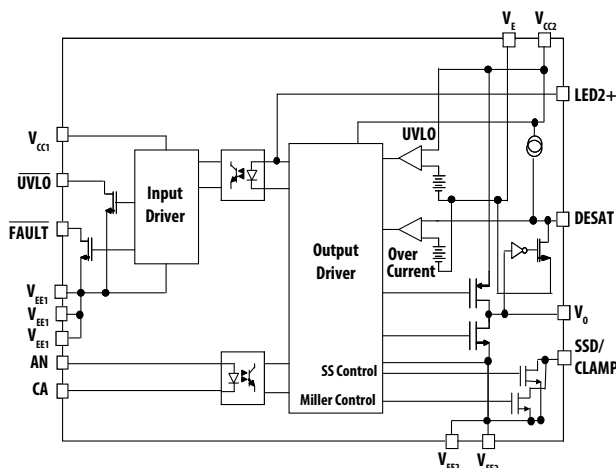 V_E
V_CC2
LED2+
V_CC1
UVLO
UVLO
Input
Driver
FAULT
DESAT
Over
Current
Output
Driver
V_EE1
V_EE1
V_EE1
V_O
SSD/
CLAMP
AN
CA
SS Control
Miller Control
V_EE2
V_EE2